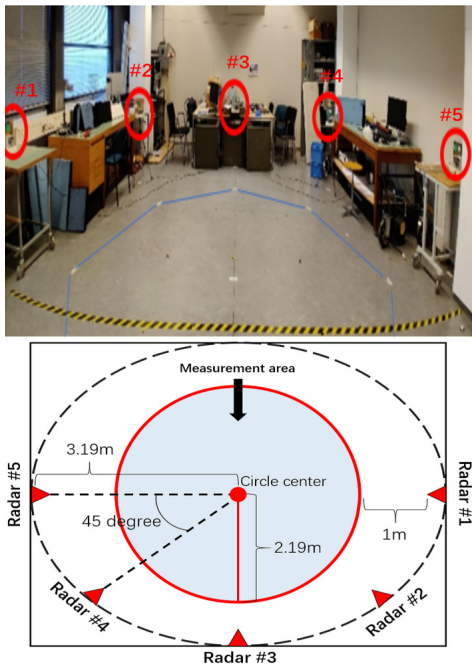 #1
#2
#3
#4
#5
Measurement area
3.19m
Circle center
Radar #5
45 degree
2.19m
1m
Radar #1
Radar #4
Radar #2
Radar #3